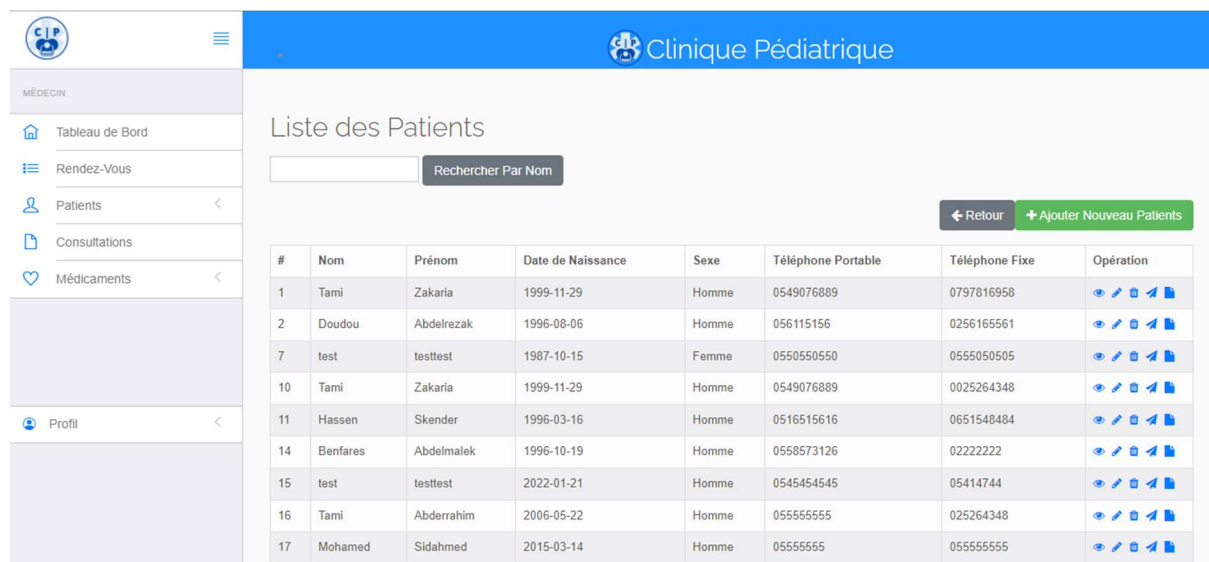 CIP
CIP Clinique Pédiatrique
MÉDECIN
Tableau de Bord
Rendez-Vous
Patients
Consultations
Médicaments
Profil
Liste des Patients
Rechercher Par Nom
Retour Ajouter Nouveau Patients
# Nom Prénom Date de Naissance Sexe Téléphone Portable Téléphone Fixe Opération
1 Tami Zakaria 1999-11-29 Homme 0549076889 0797816958
2 Doudou Abdelrezak 1996-08-06 Homme 056115156 0256165561
7 test testtest 1987-10-15 Femme 0550550550 0555050505
10 Tami Zakaria 1999-11-29 Homme 0549076889 0025264348
11 Hassen Skender 1996-03-16 Homme 0516515616 0651548484
14 Benfares Abdelmalek 1996-10-19 Homme 0558573126 02222222
15 test testtest 2022-01-21 Homme 0545454545 05414744
16 Tami Abderrahim 2006-05-22 Homme 055555555 025264348
17 Mohamed Sidahmed 2015-03-14 Homme 05555555 055555555